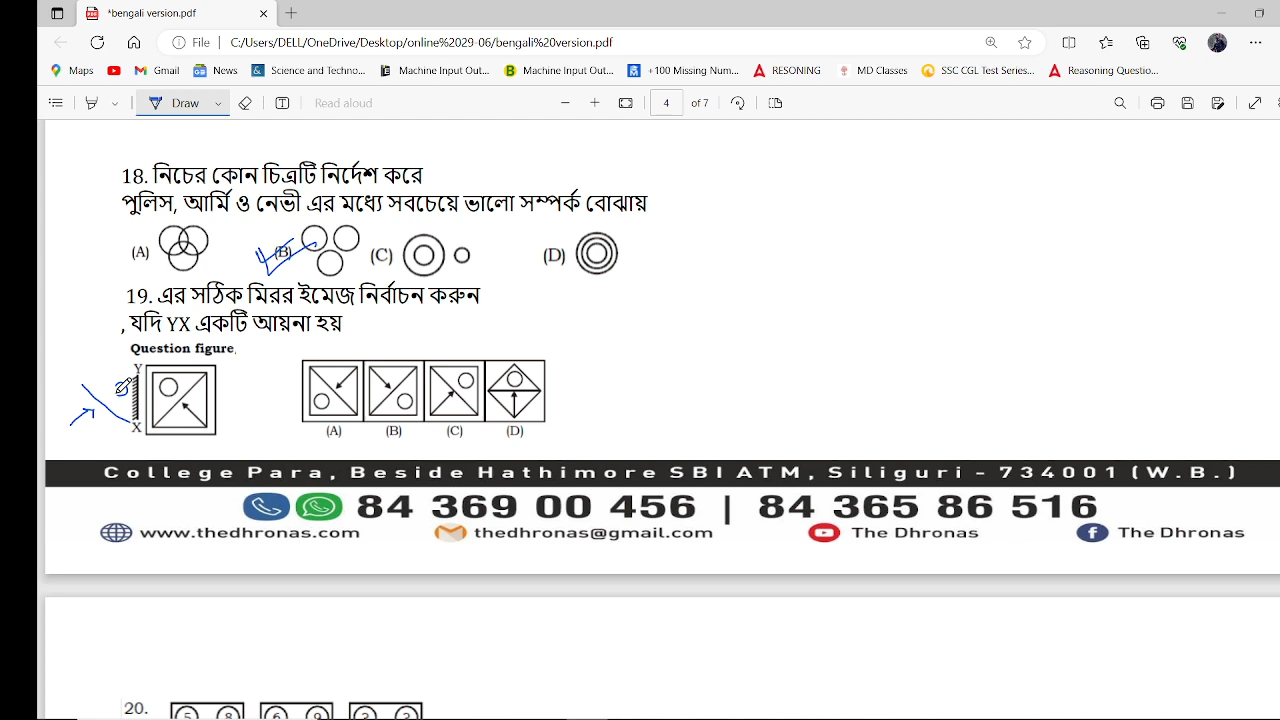 *bengali version.pdf
File | C:/Users/DELL/OneDrive/Desktop/online%2029-06/bengali%20version.pdf
Maps Gmail News Science and Techno... Machine Input Out... Machine Input Out... +100 Missing Num... RESONING MD Classes SSC CGL Test Series... Reasoning Questio...
Draw Read aloud 4 of 7
18. নিচের কোন চিত্রটি নির্দেশ করে
পুলিস, আর্মি ও নেভী এর মধ্যে সবচেয়ে ভালো সম্পর্ক বোঝায়
(A) (B) (C) (D)
19. এর সঠিক মিরর ইমেজ নির্বাচন করুন
, যদি YX একটি আয়না হয়
Question figure,
Y
X
(A) (B) (C) (D)
College Para, Beside Hathimore SBI ATM, Siliguri - 734001 (W.B.)
84 369 00 456 | 84 365 86 516
www.thedhronas.com thedhronas@gmail.com The Dhronas The Dhronas
20. 5 8 6 9